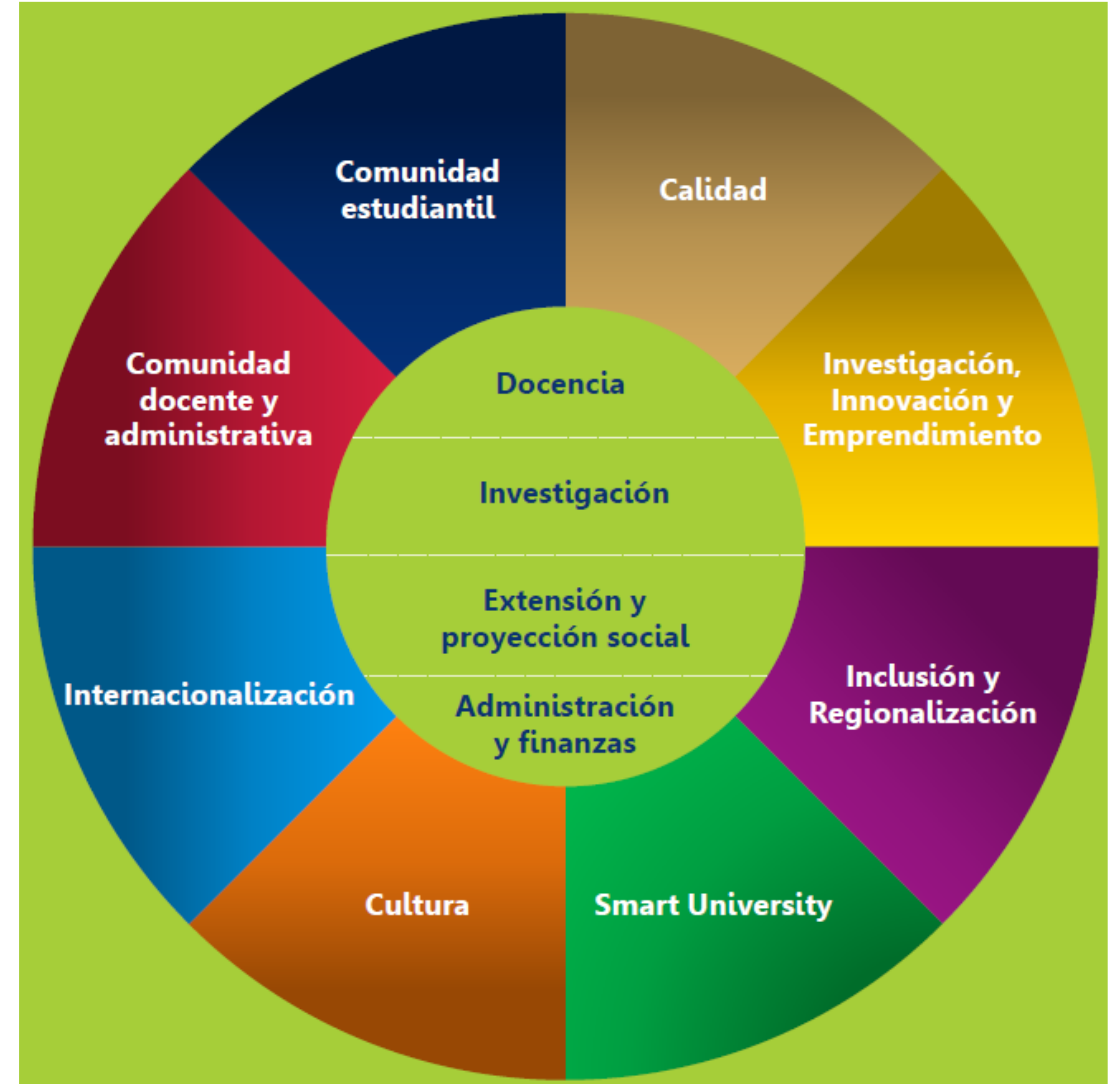 Comunidad
estudiantil
Calidad
Comunidad
docente y
administrativa
Docencia
Investigación,
Innovación y
Emprendimiento
Investigación
Extensión y
proyección social
Internacionalización
Administración
y finanzas
Inclusión y
Regionalización
Cultura
Smart University